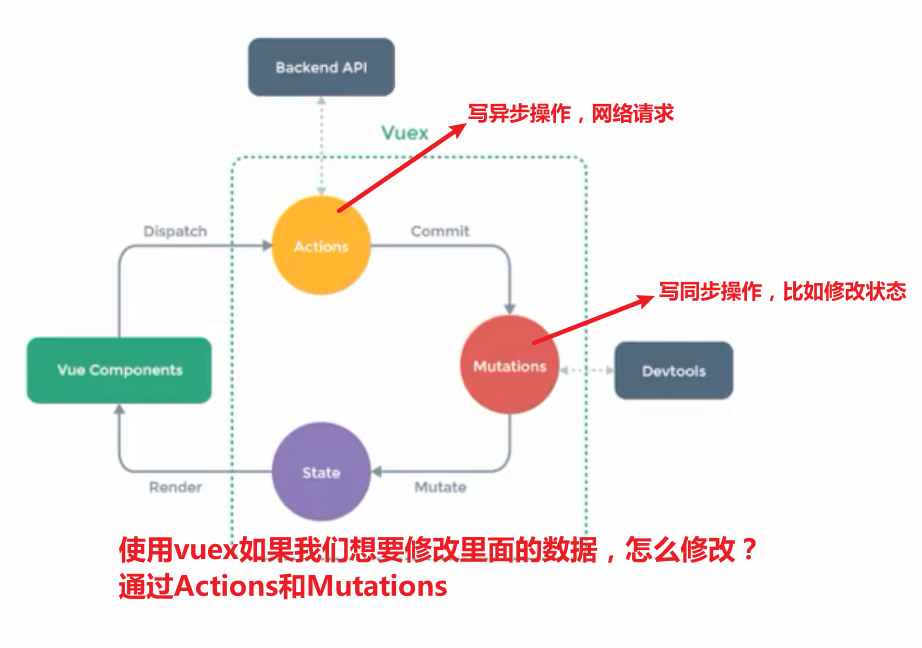 Backend API
写异步操作，网络请求
Vuex
Dispatch
Actions
Commit
写同步操作，比如修改状态
Vue Components
Mutations
Devtools
State
Render
Mutate
使用vuex如果我们想要修改里面的数据，怎么修改？
通过Actions和Mutations